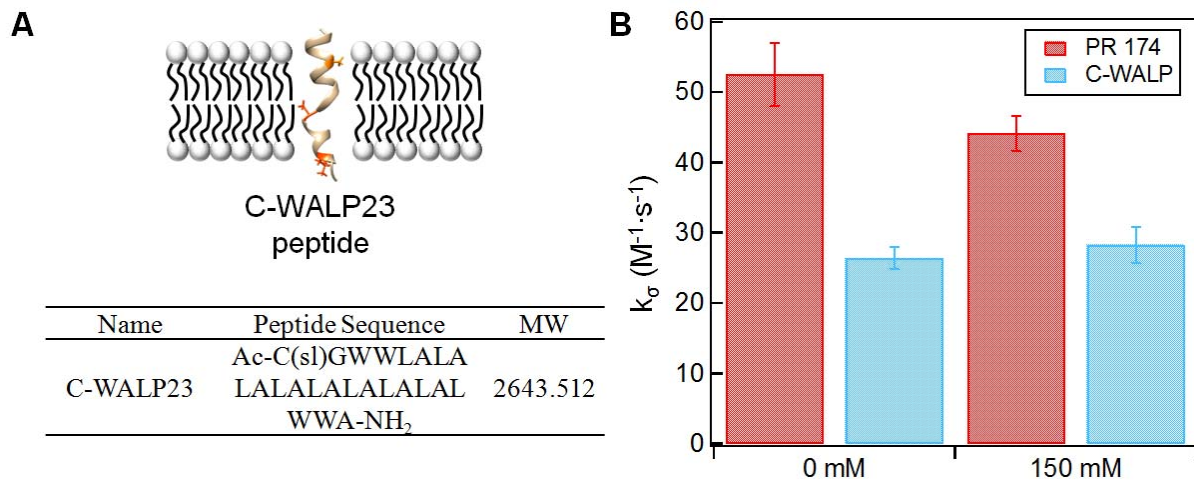 A
C-WALP23
peptide
Name Peptide Sequence MW
Ac-C(sl)GWWLALA
C-WALP23 LALALALALALAL 2643.512
WWA-NH₂
B
60
50
40
30
20
10
0
kσ (M⁻¹·s⁻¹)
PR 174
C-WALP
0 mM 150 mM